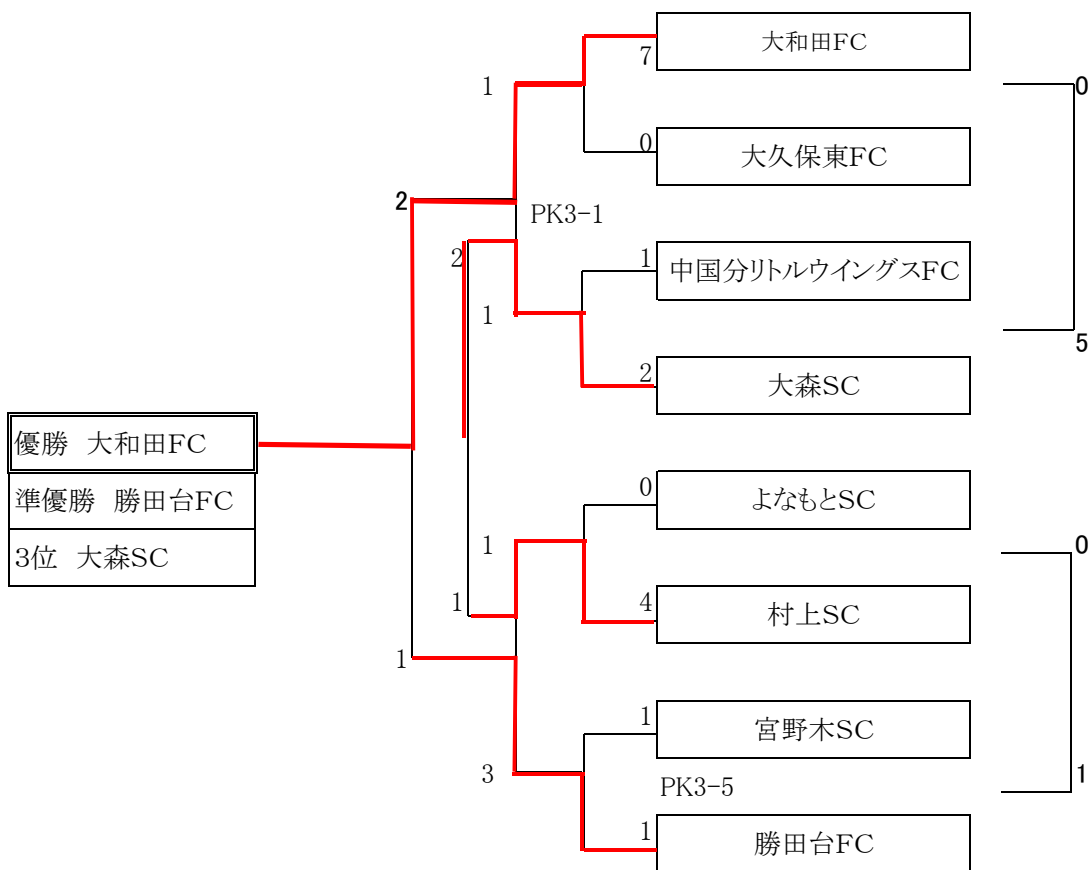 大和田FC
7
1
0
0
大久保東FC
2
PK3-1
1
中国分リトルウイングスFC
2
1
5
2
大森SC
優勝 大和田FC
準優勝 勝田台FC
3位 大森SC
0
よなもとSC
1
0
4
村上SC
1
1
1
宮野木SC
3
PK3-5
1
1
勝田台FC